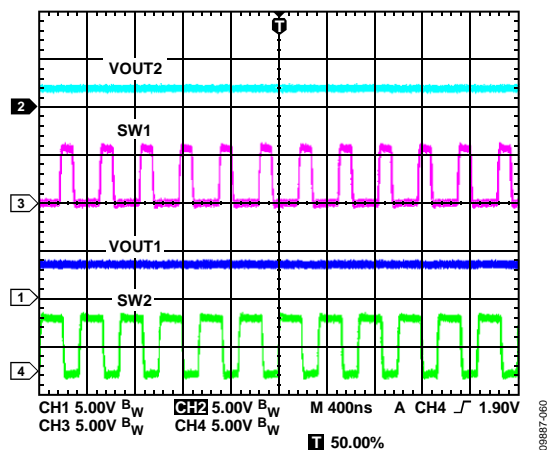 T
VOUT2
2
SW1
3
VOUT1
1
SW2
4
CH1 5.00V BW CH2 5.00V BW M 400ns A CH4 1.90V
CH3 5.00V BW CH4 5.00V BW
T 50.00%
09887-060